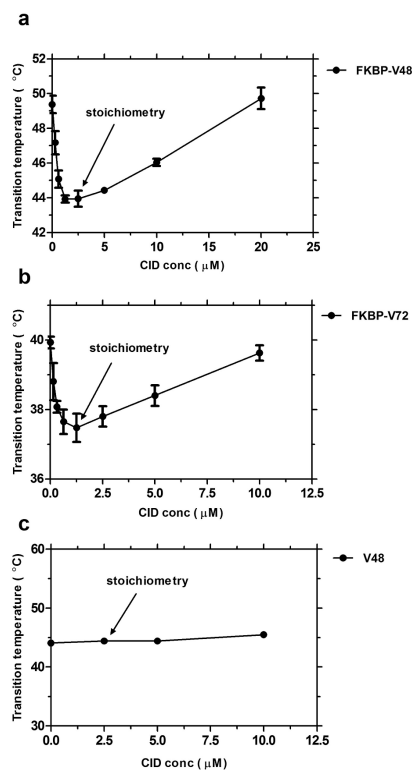 a
FKBP-V48
Transition temperature ( °C)
52
50
48
46
44
42
stoichiometry
0 5 10 15 20 25
CID conc ( μM)
b
FKBP-V72
Transition temperature ( °C)
40
38
36
stoichiometry
0.0 2.5 5.0 7.5 10.0 12.5
CID conc ( μM)
c
V48
Transition temperature ( °C)
60
50
40
30
stoichiometry
0.0 2.5 5.0 7.5 10.0 12.5
CID conc ( μM)